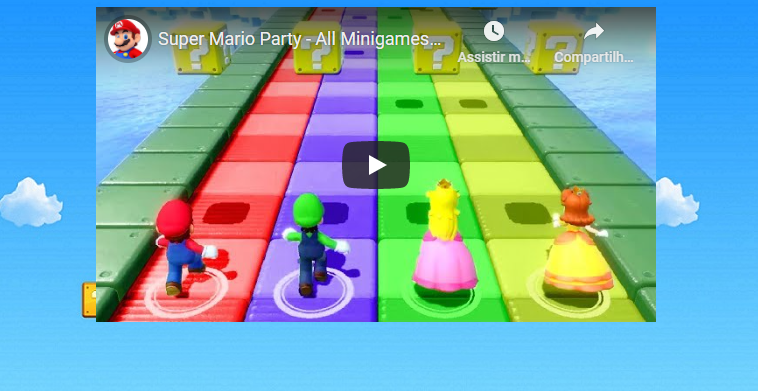 Super Mario Party - All Minigames...
Assistir m...
Compartilh...
? ? ? ?